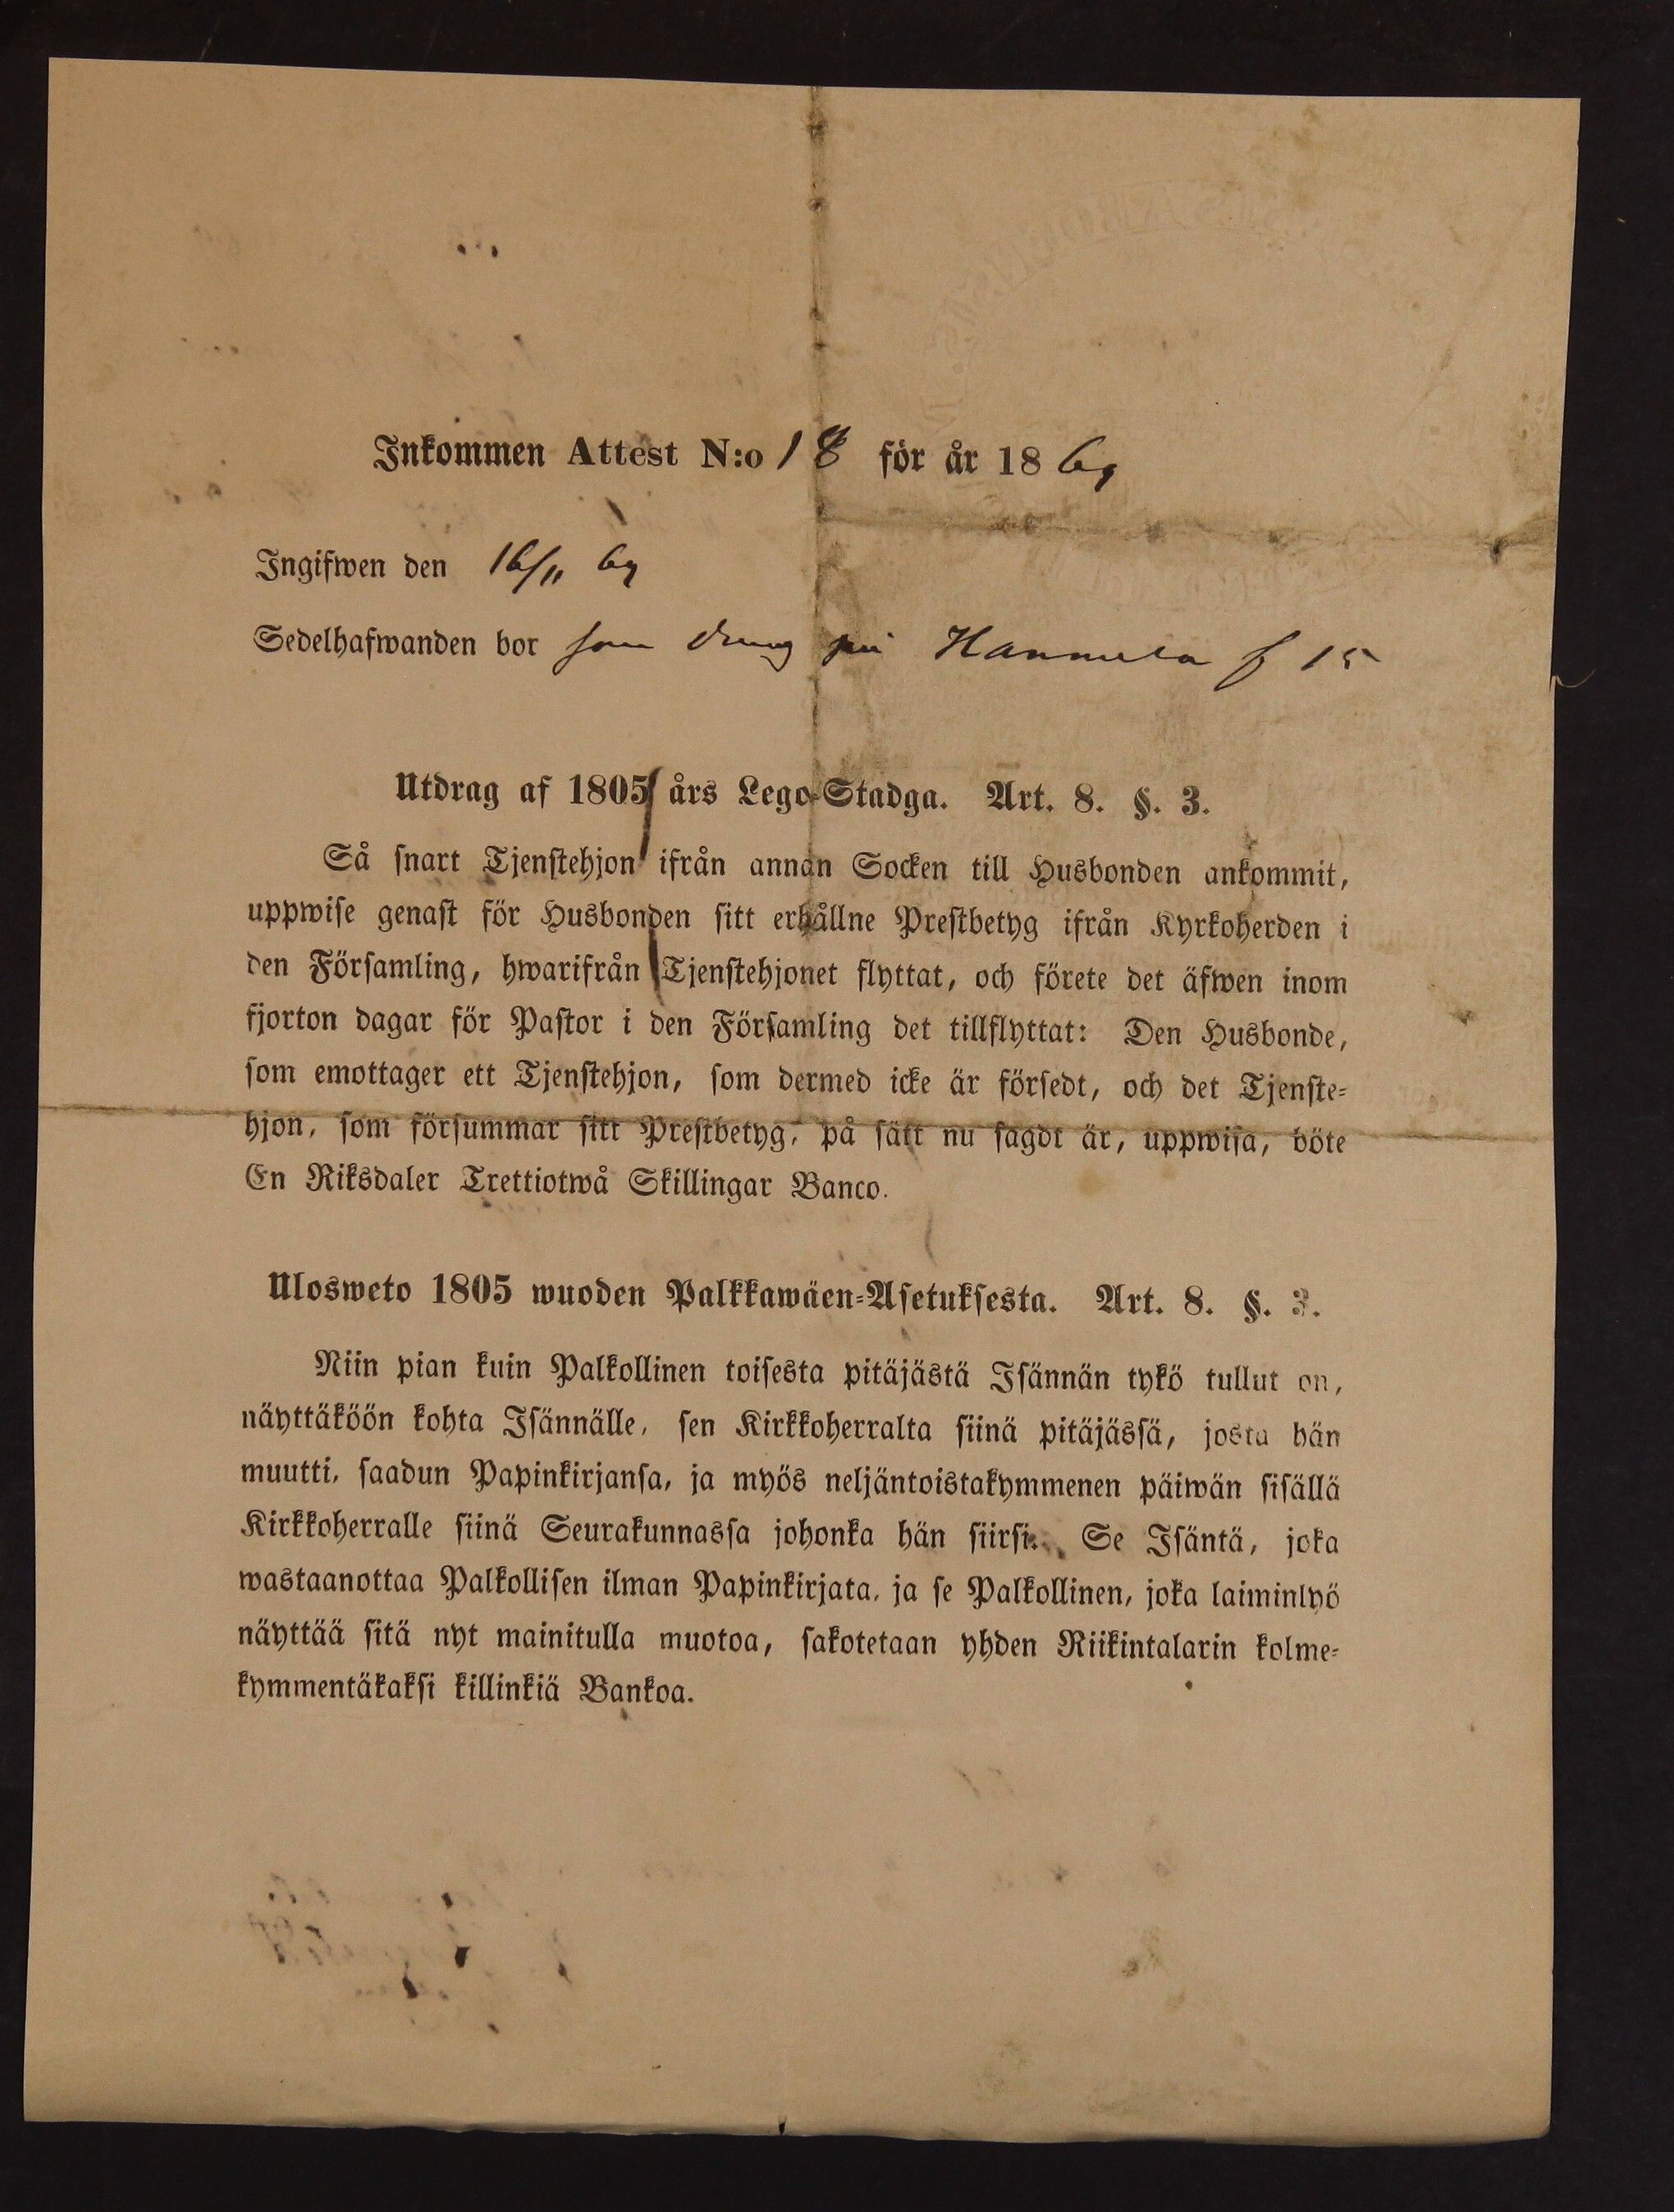 Inkommen Attest N:o 18 för år 1869
Ingifwen den 16/11 69
Sedelhafwanden bor som dräng på Hannula f 15
Utdrag af 1805 års Lego-Stadga. Art. 8. §. 3.
Så snart Tjenstehjon ifrån annan Socken till Husbonden ankommit,
uppwise genast för Husbonden sitt erhållne Prestbetyg ifrån Kyrkoherden i
den Församling, hwarifrån Tjenstehjonet flyttat, och förete det äfwen inom
fjorton dagar för Pastor i den Församling det tillflyttat: Den Husbonde,
som emottager ett Tjenstehjon, som dermed icke är försedt, och det Tjenste-
hjon, som försummar sitt Prestbetyg, på sätt nu sagdt är, uppwisa, böte
En Riksdaler Trettiotwå Skillingar Banco.
Ulosweto 1805 wuoden Palkkawäen-Asetuksesta. Art. 8. §. 3.
Niin pian kuin Palkollinen toisesta pitäjästä Isännän tykö tullut on,
näyttäköön kohta Isännälle, sen Kirkkoherralta siinä pitäjässä, josta hän
muutti, saadun Papinkirjansa, ja myös neljäntoistakymmenen päiwän sisällä
Kirkkoherralle siinä Seurakunnassa johonka hän siirsi. Se Isäntä, joka
wastaanottaa Palkollisen ilman Papinkirjata, ja se Palkollinen, joka laiminlyö
näyttää sitä nyt mainitulla muotoa, sakotetaan yhden Riikintalarin kolme-
kymmentäkaksi killinkiä Bankoa.